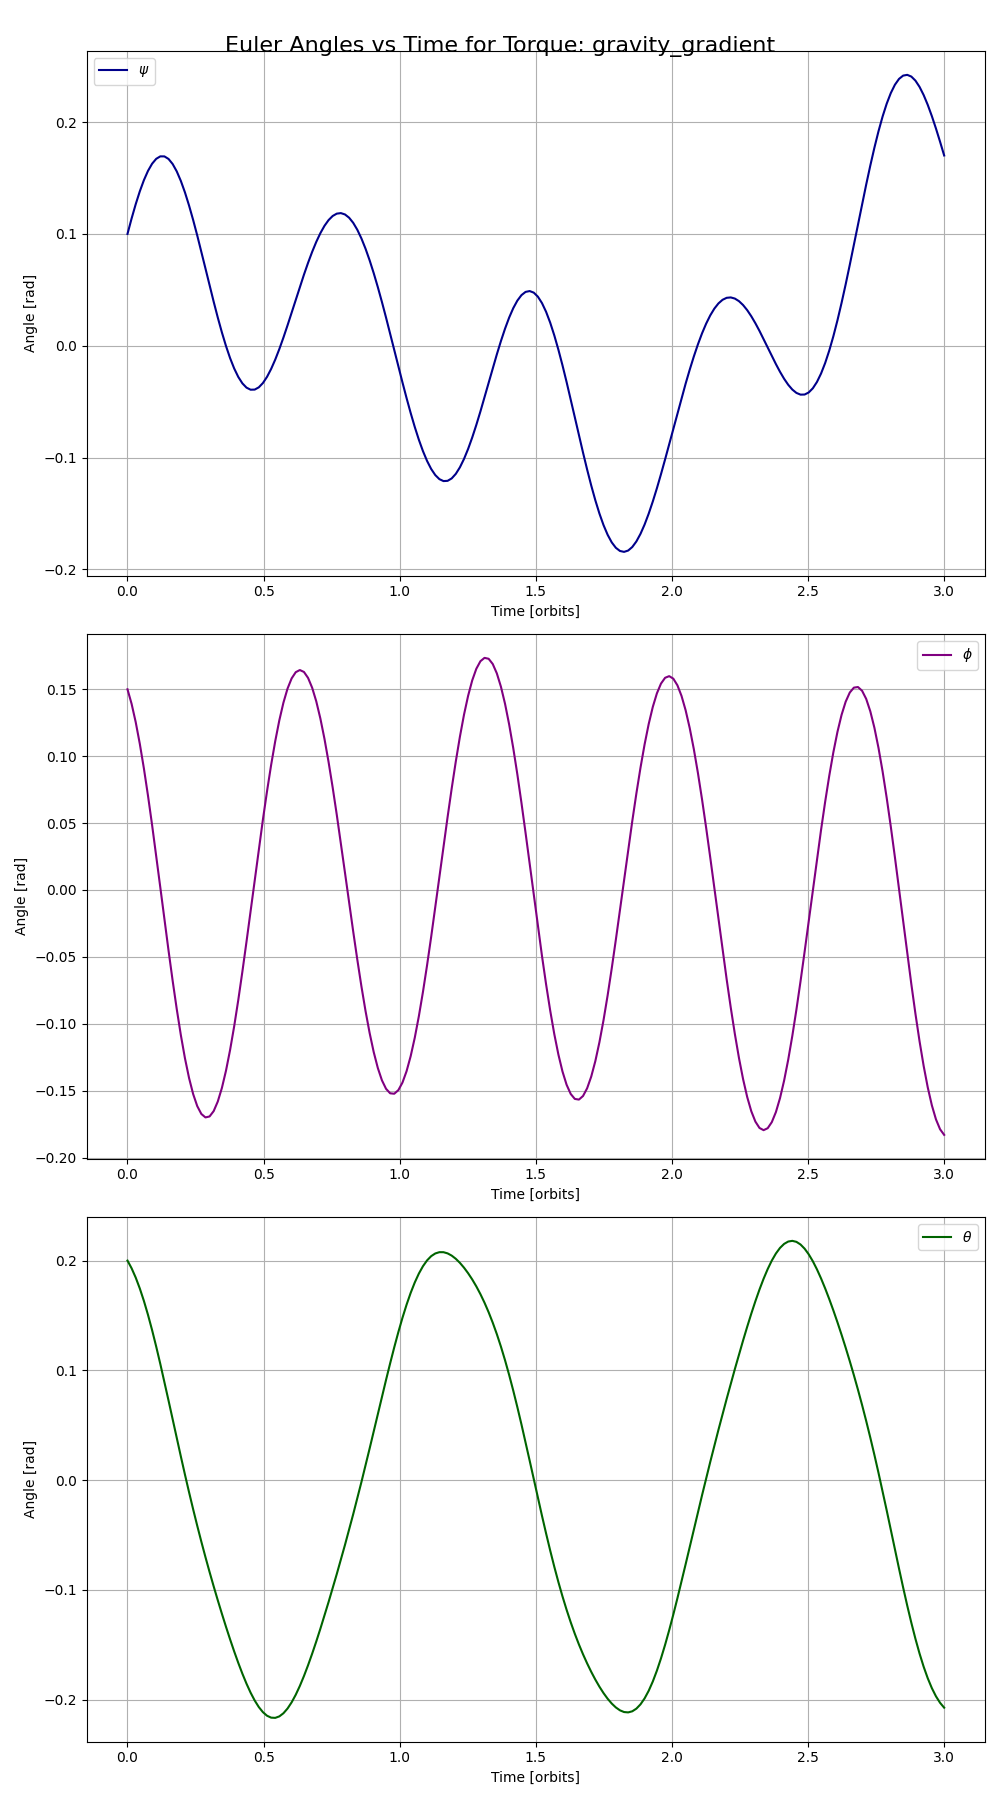 Euler Angles vs Time for Torque: gravity_gradient
ψ
0.2
0.1
0.0
−0.1
−0.2
Angle [rad]
0.0 0.5 1.0 1.5 2.0 2.5 3.0
Time [orbits]
ϕ
0.15
0.10
0.05
0.00
−0.05
−0.10
−0.15
−0.20
Angle [rad]
0.0 0.5 1.0 1.5 2.0 2.5 3.0
Time [orbits]
θ
0.2
0.1
0.0
−0.1
−0.2
Angle [rad]
0.0 0.5 1.0 1.5 2.0 2.5 3.0
Time [orbits]